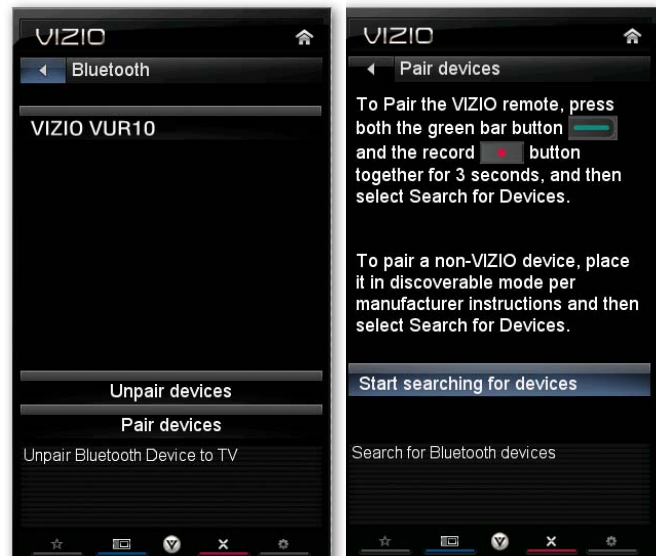 VIZIO
Bluetooth
VIZIO VUR10
Unpair devices
Pair devices
Unpair Bluetooth Device to TV
VIZIO
Pair devices
To Pair the VIZIO remote, press
both the green bar button
and the record button
together for 3 seconds, and then
select Search for Devices.
To pair a non-VIZIO device, place
it in discoverable mode per
manufacturer instructions and then
select Search for Devices.
Start searching for devices
Search for Bluetooth devices